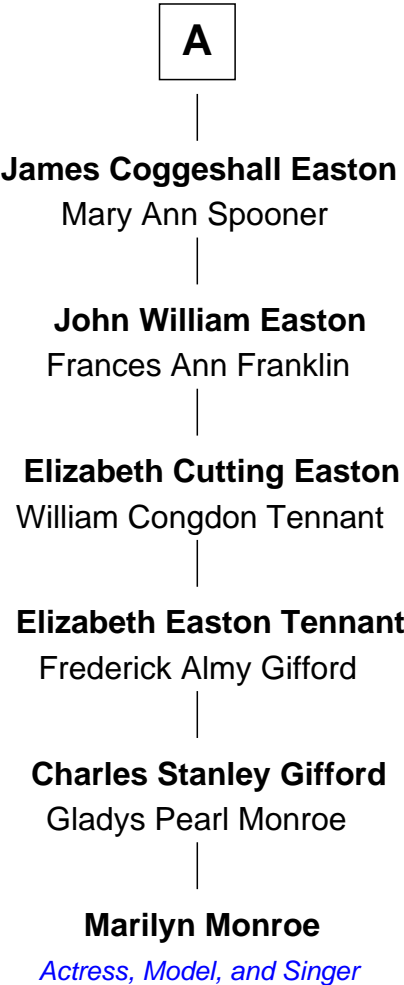 A
James Coggeshall Easton
Mary Ann Spooner
John William Easton
Frances Ann Franklin
Elizabeth Cutting Easton
William Congdon Tennant
Elizabeth Easton Tennant
Frederick Almy Gifford
Charles Stanley Gifford
Gladys Pearl Monroe
Marilyn Monroe
Actress, Model, and Singer